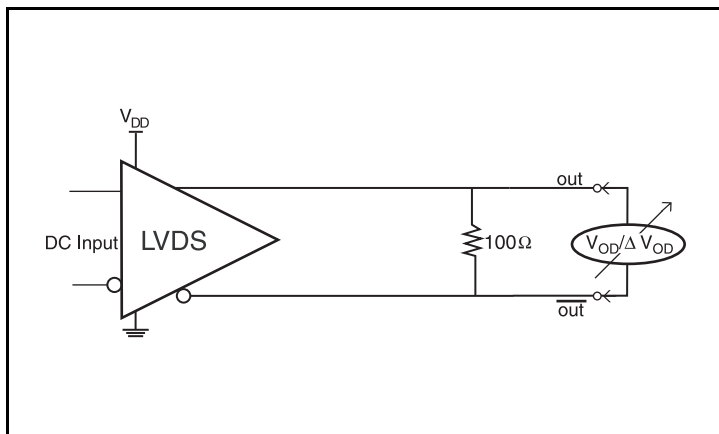 V_DD
out
DC Input
LVDS
100Ω
V_OD/Δ V_OD
out